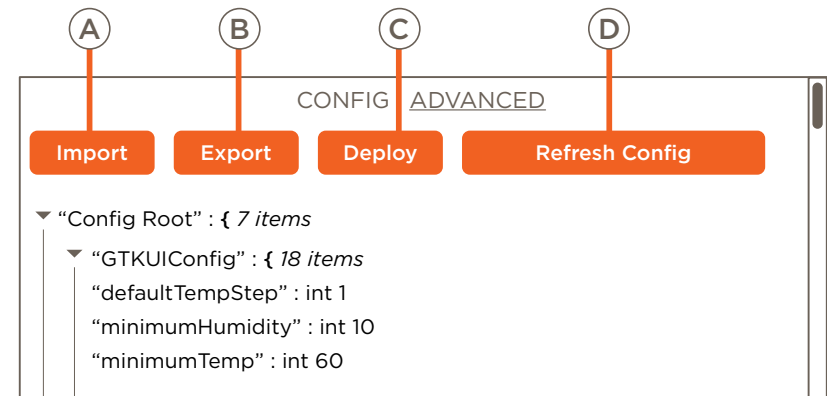 A B C D
CONFIG ADVANCED
Import Export Deploy Refresh Config
“Config Root” : { 7 items
“GTKUIConfig” : { 18 items
“defaultTempStep” : int 1
“minimumHumidity” : int 10
“minimumTemp” : int 60